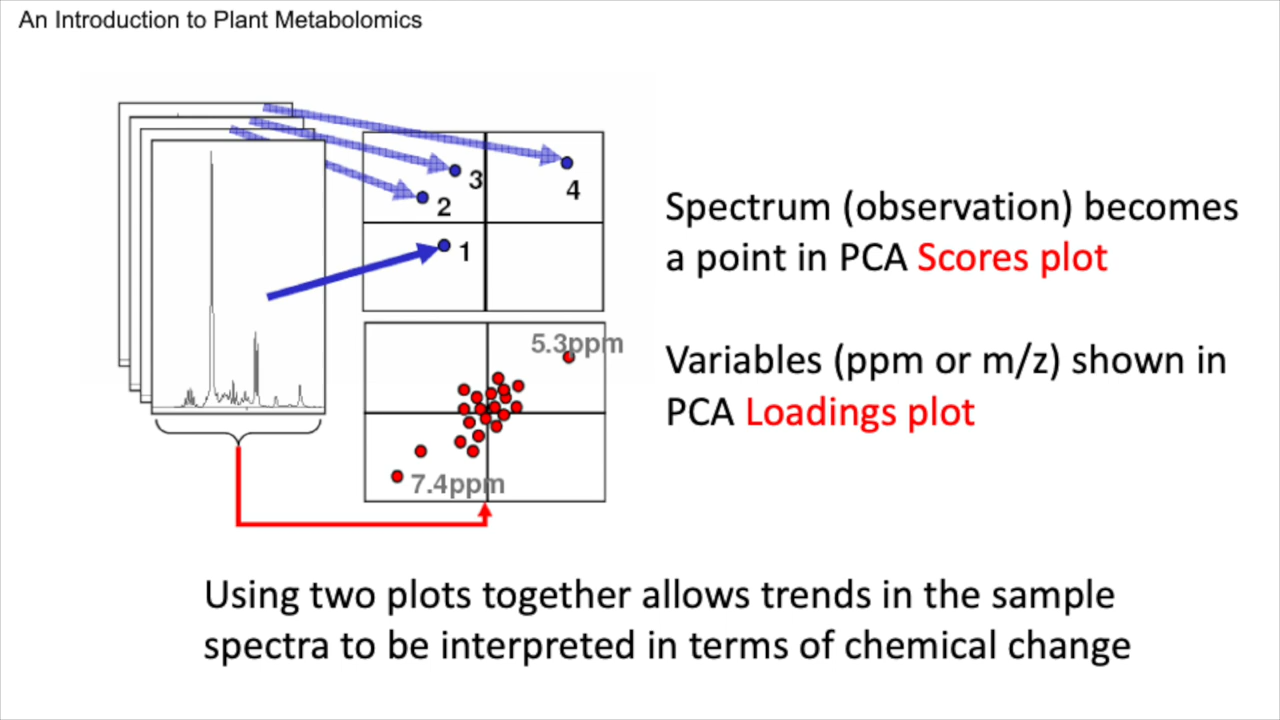 An Introduction to Plant Metabolomics
3
4
2
1
Spectrum (observation) becomes
a point in PCA Scores plot
5.3ppm
Variables (ppm or m/z) shown in
PCA Loadings plot
7.4ppm
Using two plots together allows trends in the sample
spectra to be interpreted in terms of chemical change